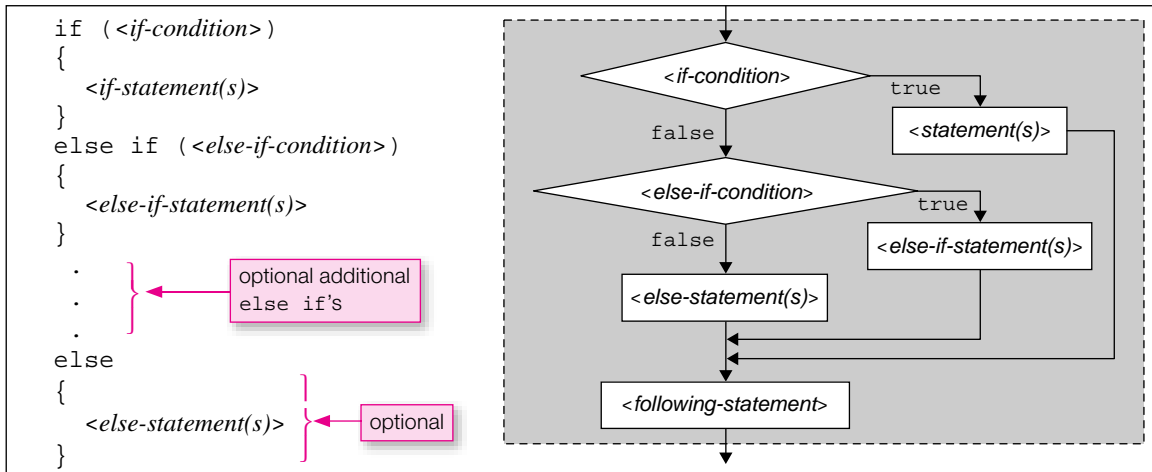 if (<if-condition>)
{
<if-statement(s)>
}
else if (<else-if-condition>)
{
<else-if-statement(s)>
}
.
.
.
optional additional
else if's
else
{
<else-statement(s)>
}
optional
<if-condition>
true
false
<statement(s)>
<else-if-condition>
true
false
<else-if-statement(s)>
<else-statement(s)>
<following-statement>